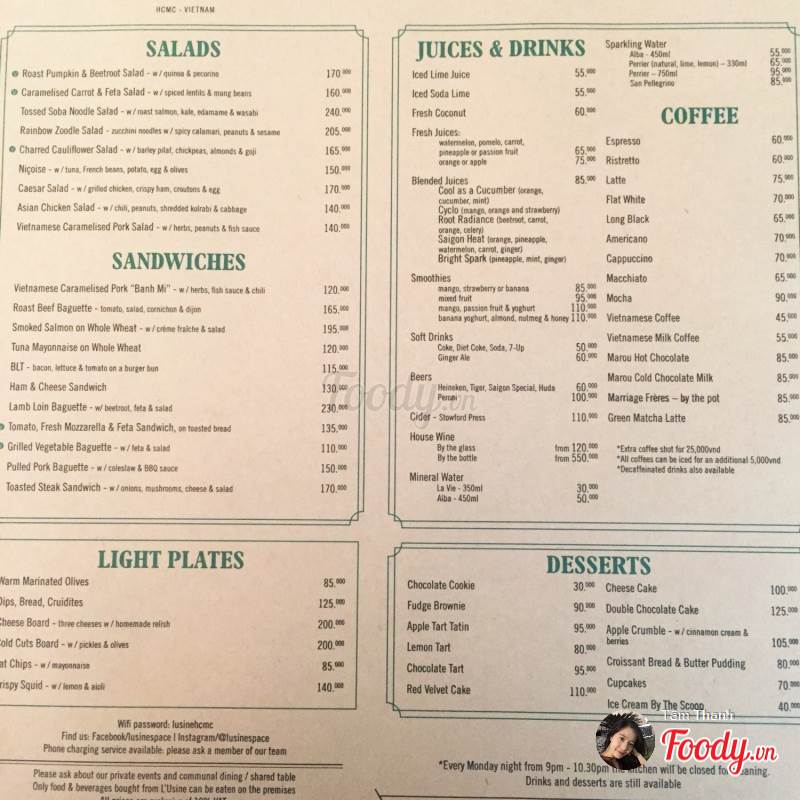 HCMC - VIETNAM
SALADS
Roast Pumpkin & Beetroot Salad - w / quinoa & pecorino 170.000
Caramelised Carrot & Feta Salad - w / spiced lentils & mung beans 160.000
Tossed Soba Noodle Salad - w / roast salmon, kale, edamame & wasabi 240.000
Rainbow Zoodle Salad - zucchini noodles w / spicy calamari, peanuts & sesame 205.000
Charred Cauliflower Salad - w / barley pilaf, chickpeas, almonds & goji 165.000
Niçoise - w / tuna, French beans, potato, egg & olives 150.000
Caesar Salad - w / grilled chicken, crispy ham, croutons & egg 170.000
Asian Chicken Salad - w / chili, peanuts, shredded kolrabi & cabbage 140.000
Vietnamese Caramelised Pork Salad - w / herbs, peanuts & fish sauce 140.000
SANDWICHES
Vietnamese Caramelised Pork "Banh Mi" - w / herbs, fish sauce & chili 120.000
Roast Beef Baguette - tomato, salad, cornichon & dijon 165.000
Smoked Salmon on Whole Wheat - w / crème fraîche & salad 195.000
Tuna Mayonnaise on Whole Wheat 120.000
BLT - bacon, lettuce & tomato on a burger bun 115.000
Ham & Cheese Sandwich 130.000
Lamb Loin Baguette - w / beetroot, feta & salad 230.000
Tomato, Fresh Mozzarella & Feta Sandwich, on toasted bread 135.000
Grilled Vegetable Baguette - w / feta & salad 110.000
Pulled Pork Baguette - w / coleslaw & BBQ sauce 150.000
Toasted Steak Sandwich - w / onions, mushrooms, cheese & salad 170.000
LIGHT PLATES
Warm Marinated Olives 85.000
Dips, Bread, Crudites 125.000
Cheese Board - three cheeses w / homemade relish 200.000
Cold Cuts Board - w / pickles & olives 200.000
at Chips - w / mayonnaise 85.000
rispy Squid - w / lemon & aioli 140.000
Wifi password: lusinehcmc
Find us: Facebook/lusinespace I Instagram/@lusinespace
Phone charging service available: please ask a member of our team
Please ask about our private events and communal dining / shared table
Only food & beverages bought from L'Usine can be eaten on the premises
JUICES & DRINKS
Iced Lime Juice 55.000
Iced Soda Lime 55.000
Fresh Coconut 60.000
Fresh Juices:
watermelon, pomelo, carrot,
pineapple or passion fruit 65.000
orange or apple 75.000
Blended Juices 85.000
Cool as a Cucumber (orange,
cucumber, mint)
Cyclo (mango, orange and strawberry)
Root Radiance (beetroot, carrot,
orange, celery)
Saigon Heat (orange, pineapple,
watermelon, carrot, ginger)
Bright Spark (pineapple, mint, ginger)
Smoothies
mango, strawberry or banana 85.000
mixed fruit 95.000
mango, passion fruit & yoghurt 110.000
banana yoghurt, almond, nutmeg & honey 110.000
Soft Drinks
Coke, Diet Coke, Soda, 7-Up 50.000
Ginger Ale 60.000
Beers
Heineken, Tiger, Saigon Special, Huda 60.000
Peroni 100.000
Cider - Stowford Press 110.000
House Wine
By the glass from 120.000
By the bottle from 550.000
Mineral Water
La Vie - 350ml 30.000
Alba - 450ml 50.000
Sparkling Water
Alba - 450ml 55.000
Perrier (natural, lime, lemon) – 330ml 65.000
Perrier – 750ml 95.000
San Pellegrino 85.000
COFFEE
Espresso 60.000
Ristretto 60.000
Latte 75.000
Flat White 70.000
Long Black 65.000
Americano 70.000
Cappuccino 70.000
Macchiato 65.000
Mocha 90.000
Vietnamese Coffee 45.000
Vietnamese Milk Coffee 55.000
Marou Hot Chocolate 85.000
Marou Cold Chocolate Milk 85.000
Marriage Frères – by the pot 85.000
Green Matcha Latte 85.000
*Extra coffee shot for 25,000vnd
*All coffees can be iced for an additional 5,000vnd
*Decaffeinated drinks also available
DESSERTS
Chocolate Cookie 30.000
Fudge Brownie 90.000
Apple Tart Tatin 95.000
Lemon Tart 80.000
Chocolate Tart 95.000
Red Velvet Cake 110.000
Cheese Cake 100.000
Double Chocolate Cake 125.000
Apple Crumble - w / cinnamon cream &
berries 105.000
Croissant Bread & Butter Pudding 80.000
Cupcakes 70.000
Ice Cream By The Scoop 40.000
*Every Monday night from 9pm - 10.30pm the kitchen will be closed for cleaning.
Drinks and desserts are still available
Foody.vn
Tam Thanh
Foody.vn